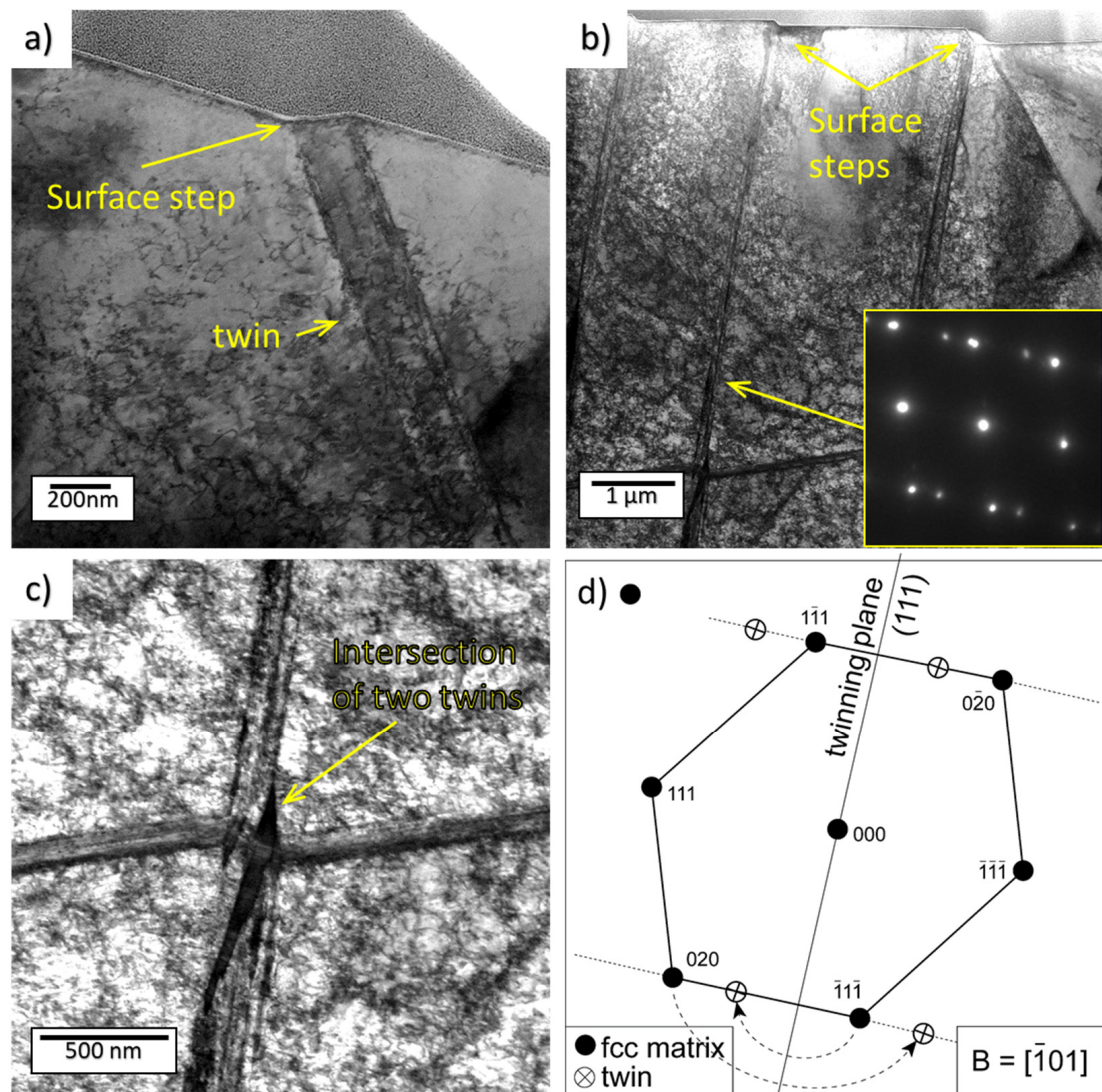 a)
Surface step
twin
200nm
b)
Surface
steps
1 µm
c)
Intersection
of two twins
500 nm
d)
twinning plane
(111)
11̄1
02̄0
111
000
1̄1̄1̄
020
1̄11̄
fcc matrix
twin
B = [1̄01]